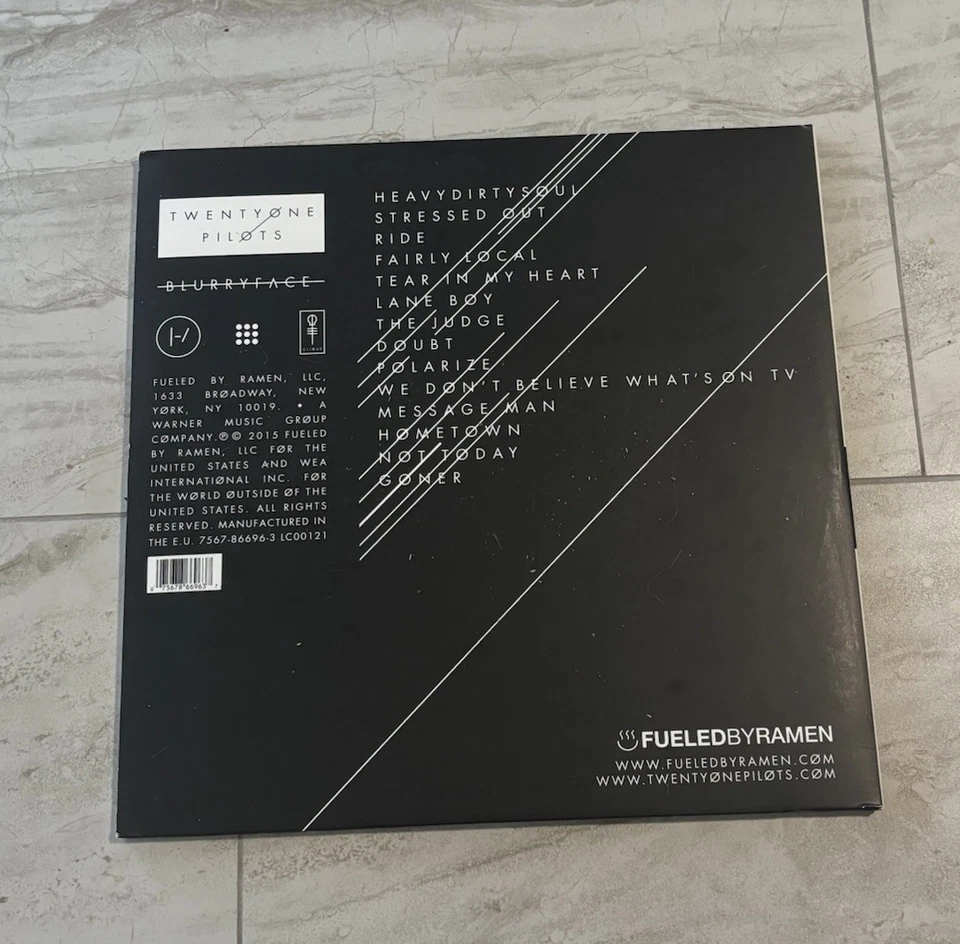 TWENTYØNE
PILØTS
BLURRYFACE
|-/
HEAVYDIRTYSOUL
STRESSED OUT
RIDE
FAIRLY LOCAL
TEAR IN MY HEART
LANE BOY
THE JUDGE
DOUBT
POLARIZE
WE DON'T BELIEVE WHAT'S ON TV
MESSAGE MAN
HOMETOWN
NOT TODAY
GONER
FUELED BY RAMEN, LLC,
1633 BRØADWAY, NEW
YØRK, NY 10019. • A
WARNER MUSIC GRØUP
CØMPANY.℗© 2015 FUELED
BY RAMEN, LLC FØR THE
UNITED STATES AND WEA
INTERNATIØNAL INC. FØR
THE WØRLD ØUTSIDE ØF THE
UNITED STATES. ALL RIGHTS
RESERVED. MANUFACTURED IN
THE E.U. 7567-86696-3 LC00121
0 75678 66963 7
FUELEDBYRAMEN
WWW.FUELEDBYRAMEN.CØM
WWW.TWENTYØNEPILØTS.CØM